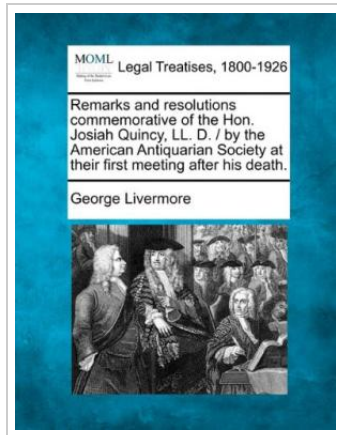 MOML Legal Treatises, 1800-1926
Remarks and resolutions
commemorative of the Hon.
Josiah Quincy, LL. D. / by the
American Antiquarian Society at
their first meeting after his death.
George Livermore